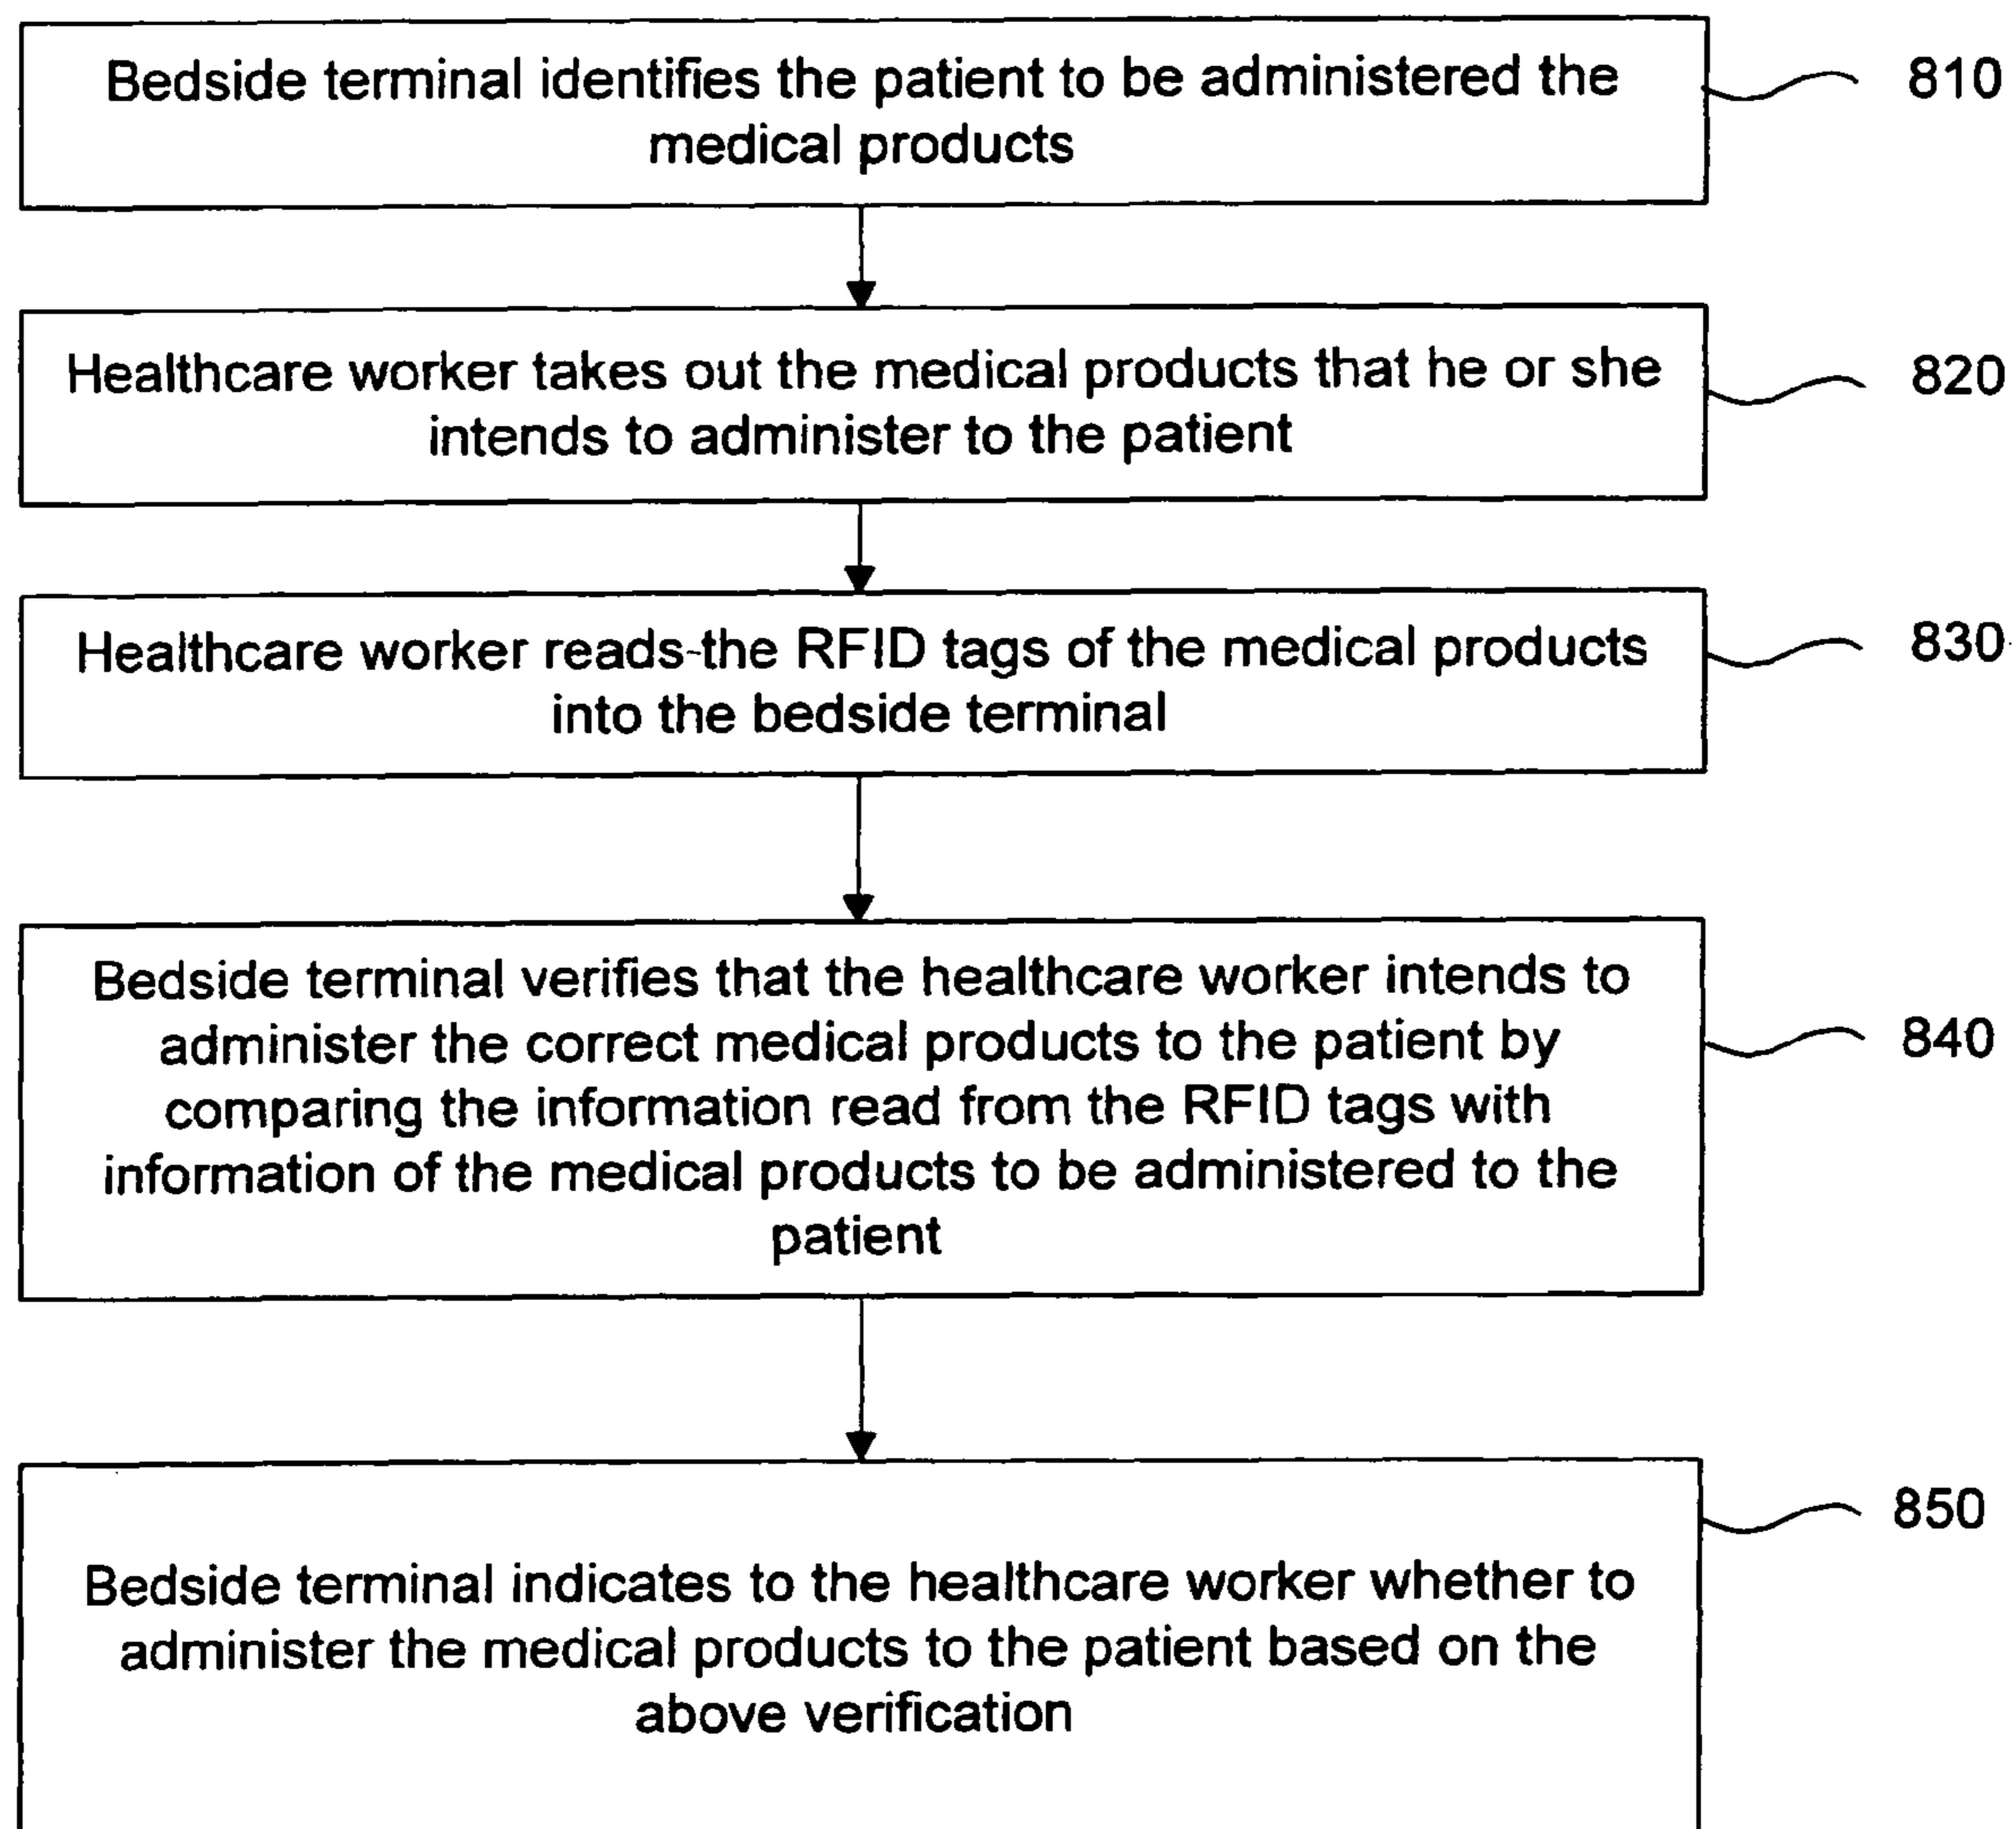 Bedside terminal identifies the patient to be administered the
medical products
810
Healthcare worker takes out the medical products that he or she
intends to administer to the patient
820
Healthcare worker reads-the RFID tags of the medical products
into the bedside terminal
830
Bedside terminal verifies that the healthcare worker intends to
administer the correct medical products to the patient by
comparing the information read from the RFID tags with
information of the medical products to be administered to the
patient
840
850
Bedside terminal indicates to the healthcare worker whether to
administer the medical products to the patient based on the
above verification